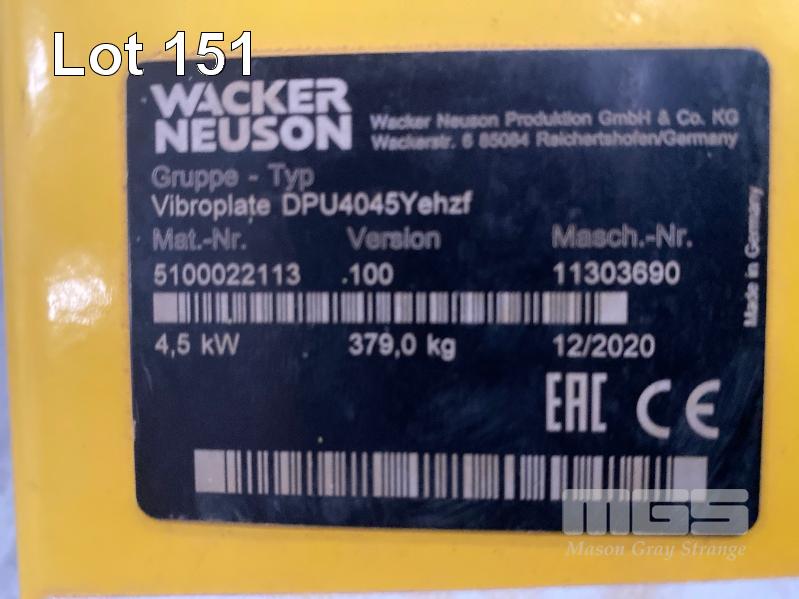 Lot 151
WACKER
NEUSON
Wacker Neuson Produktion GmbH & Co. KG
Wackerstr. 6 85084 Reichertshofen/Germany
Gruppe - Typ
Vibroplate DPU4045Yehzf
Mat.-Nr. Version Masch.-Nr.
5100022113 .100 11303690
4,5 kW 379,0 kg 12/2020
Made in Germany
EAC CE
MGS
Mason Gray Strange